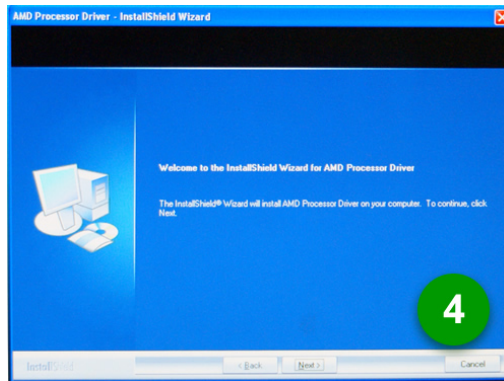 AMD Processor Driver - InstallShield Wizard
Welcome to the InstallShield Wizard for AMD Processor Driver
The InstallShield® Wizard will install AMD Processor Driver on your computer. To continue, click
Next.
4
InstallShield
< Back
Next >
Cancel